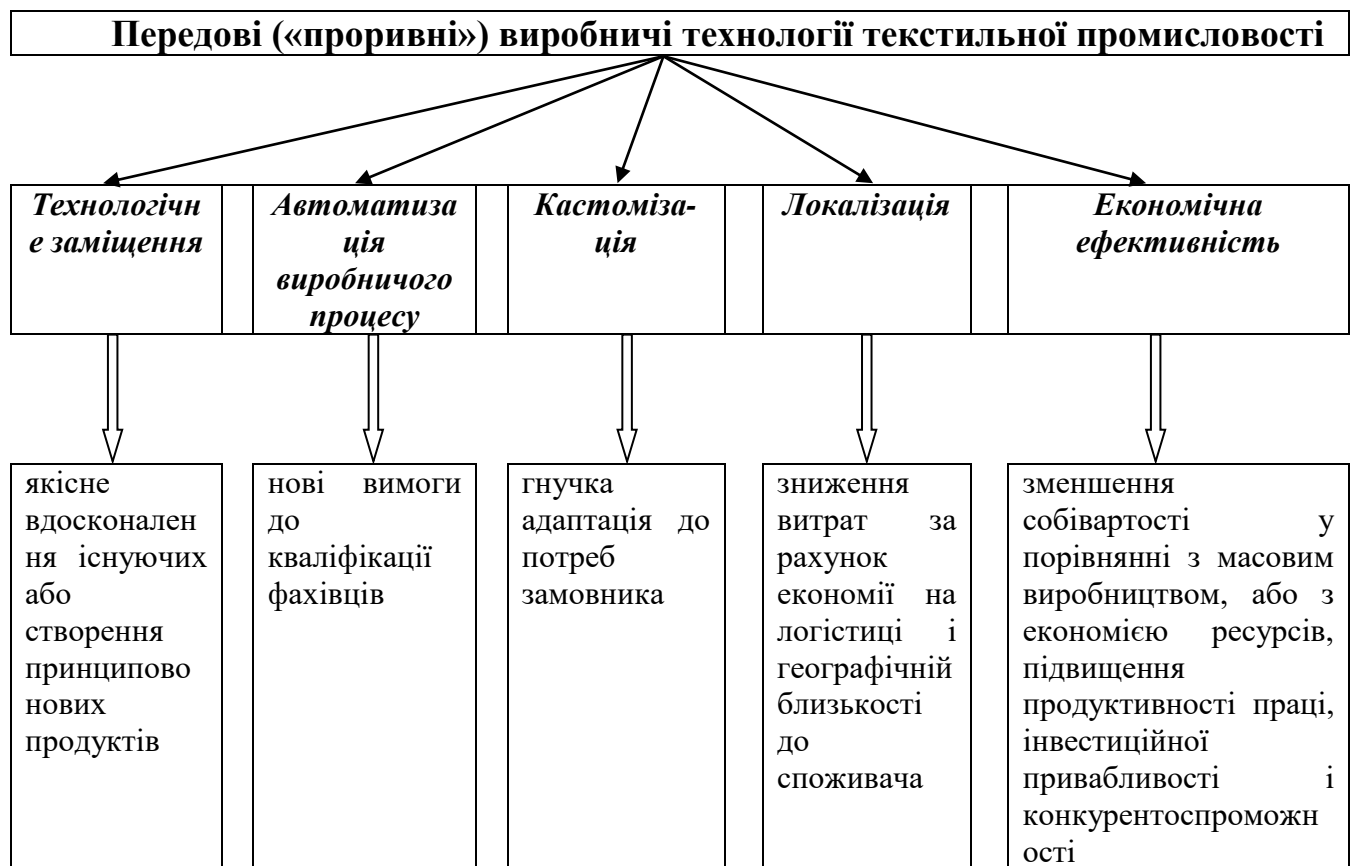 Передові («проривні») виробничі технології текстильної промисловості
Технологічн
е заміщення
Автоматиза
ція
виробничого
процесу
Кастоміза-
ція
Локалізація
Економічна
ефективність
якісне
вдосконален
ня існуючих
або
створення
принципово
нових
продуктів
нові вимоги
до
кваліфікації
фахівців
гнучка
адаптація до
потреб
замовника
зниження
витрат за
рахунок
економії на
логістиці і
географічній
близькості
до
споживача
зменшення
собівартості у
порівнянні з масовим
виробництвом, або з
економією ресурсів,
підвищення
продуктивності праці,
інвестиційної
привабливості і
конкурентоспроможн
ості